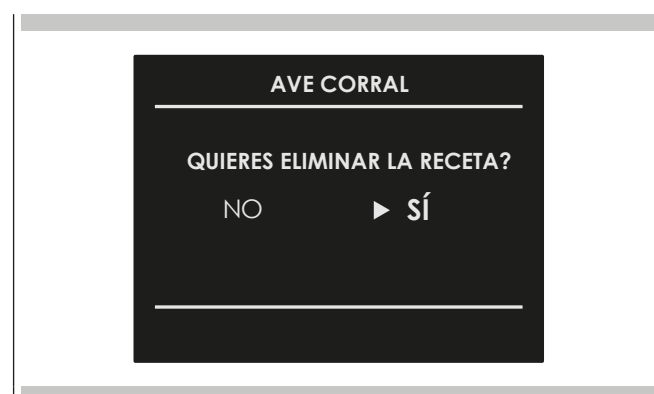 AVE CORRAL
QUIERES ELIMINAR LA RECETA?
NO ▶ SÍ